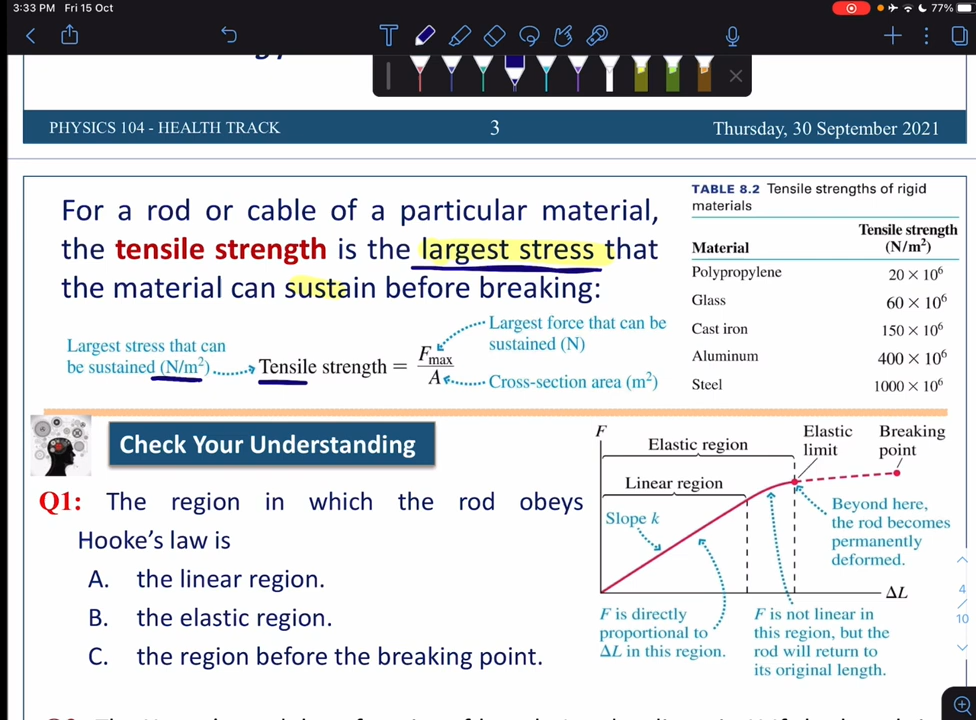 3:33 PM Fri 15 Oct
77%
PHYSICS 104 - HEALTH TRACK
3
Thursday, 30 September 2021
For a rod or cable of a particular material,
the tensile strength is the largest stress that
the material can sustain before breaking:
Largest stress that can
be sustained (N/m²)
Tensile strength = Fmax / A
Largest force that can be
sustained (N)
Cross-section area (m²)
TABLE 8.2 Tensile strengths of rigid
materials
Material Tensile strength (N/m²)
Polypropylene 20 × 10⁶
Glass 60 × 10⁶
Cast iron 150 × 10⁶
Aluminum 400 × 10⁶
Steel 1000 × 10⁶
Check Your Understanding
Q1: The region in which the rod obeys
Hooke's law is
A. the linear region.
B. the elastic region.
C. the region before the breaking point.
F
Elastic region
Elastic
limit
Breaking
point
Linear region
Slope k
Beyond here,
the rod becomes
permanently
deformed.
ΔL
F is directly
proportional to
ΔL in this region.
F is not linear in
this region, but the
rod will return to
its original length.
4
/
10